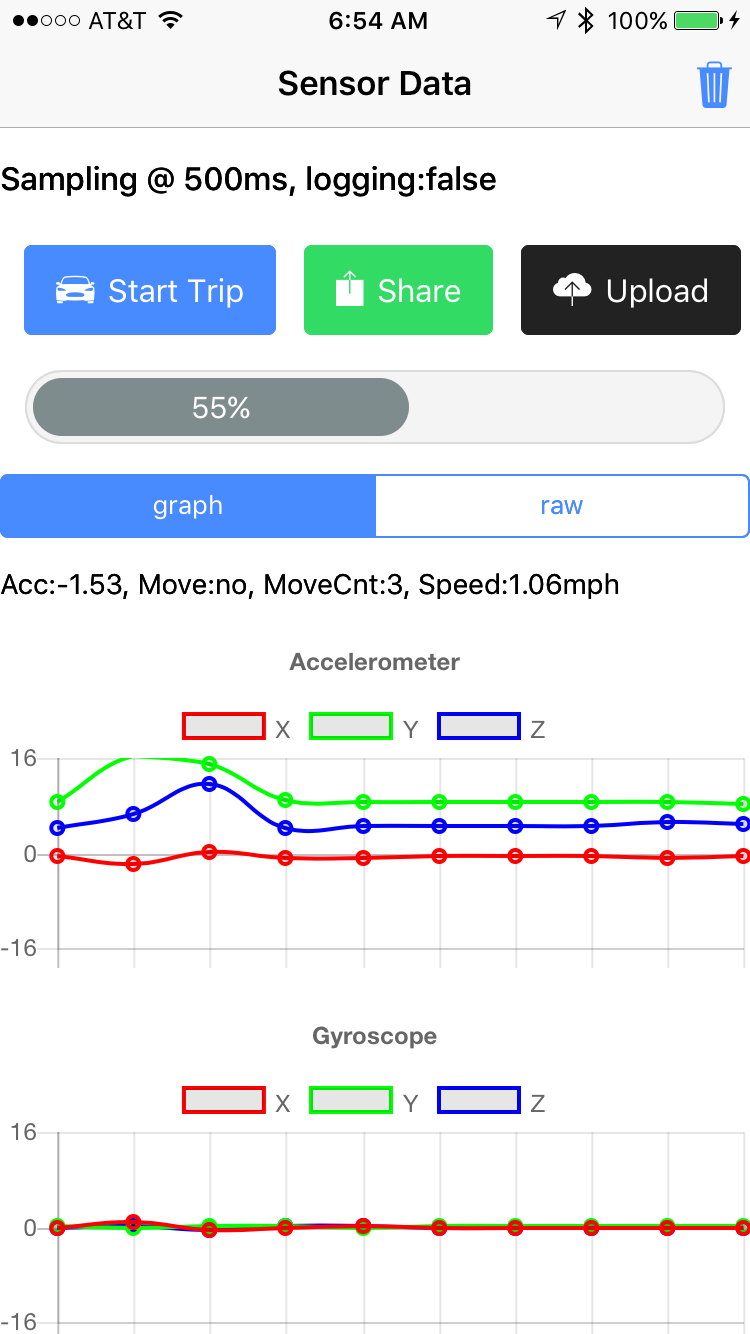 AT&T 6:54 AM 100%
Sensor Data
Sampling @ 500ms, logging:false
Start Trip Share Upload
55%
graph raw
Acc:-1.53, Move:no, MoveCnt:3, Speed:1.06mph
Accelerometer
X Y Z
16
0
-16
Gyroscope
X Y Z
16
0
-16